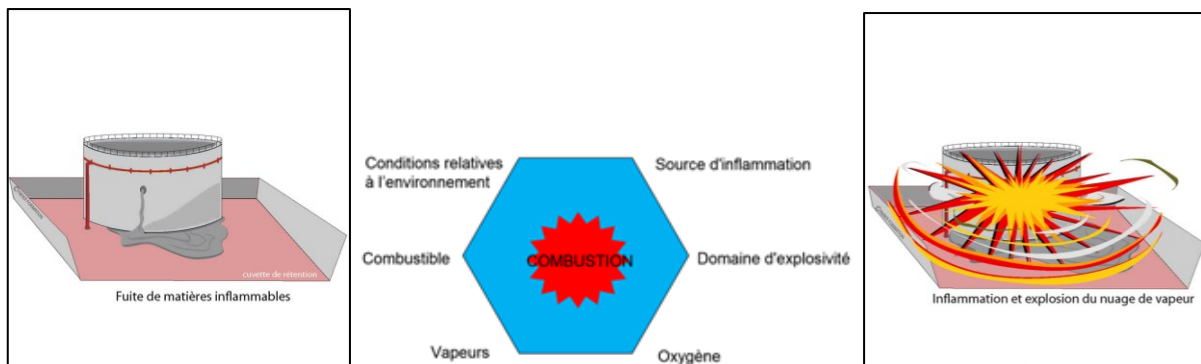 cuvette de rétention
Fuite de matières inflammables
Conditions relatives
à l'environnement
Source d'inflammation
Combustible
COMBUSTION
Domaine d'explosivité
Vapeurs
Oxygène
Inflammation et explosion du nuage de vapeur